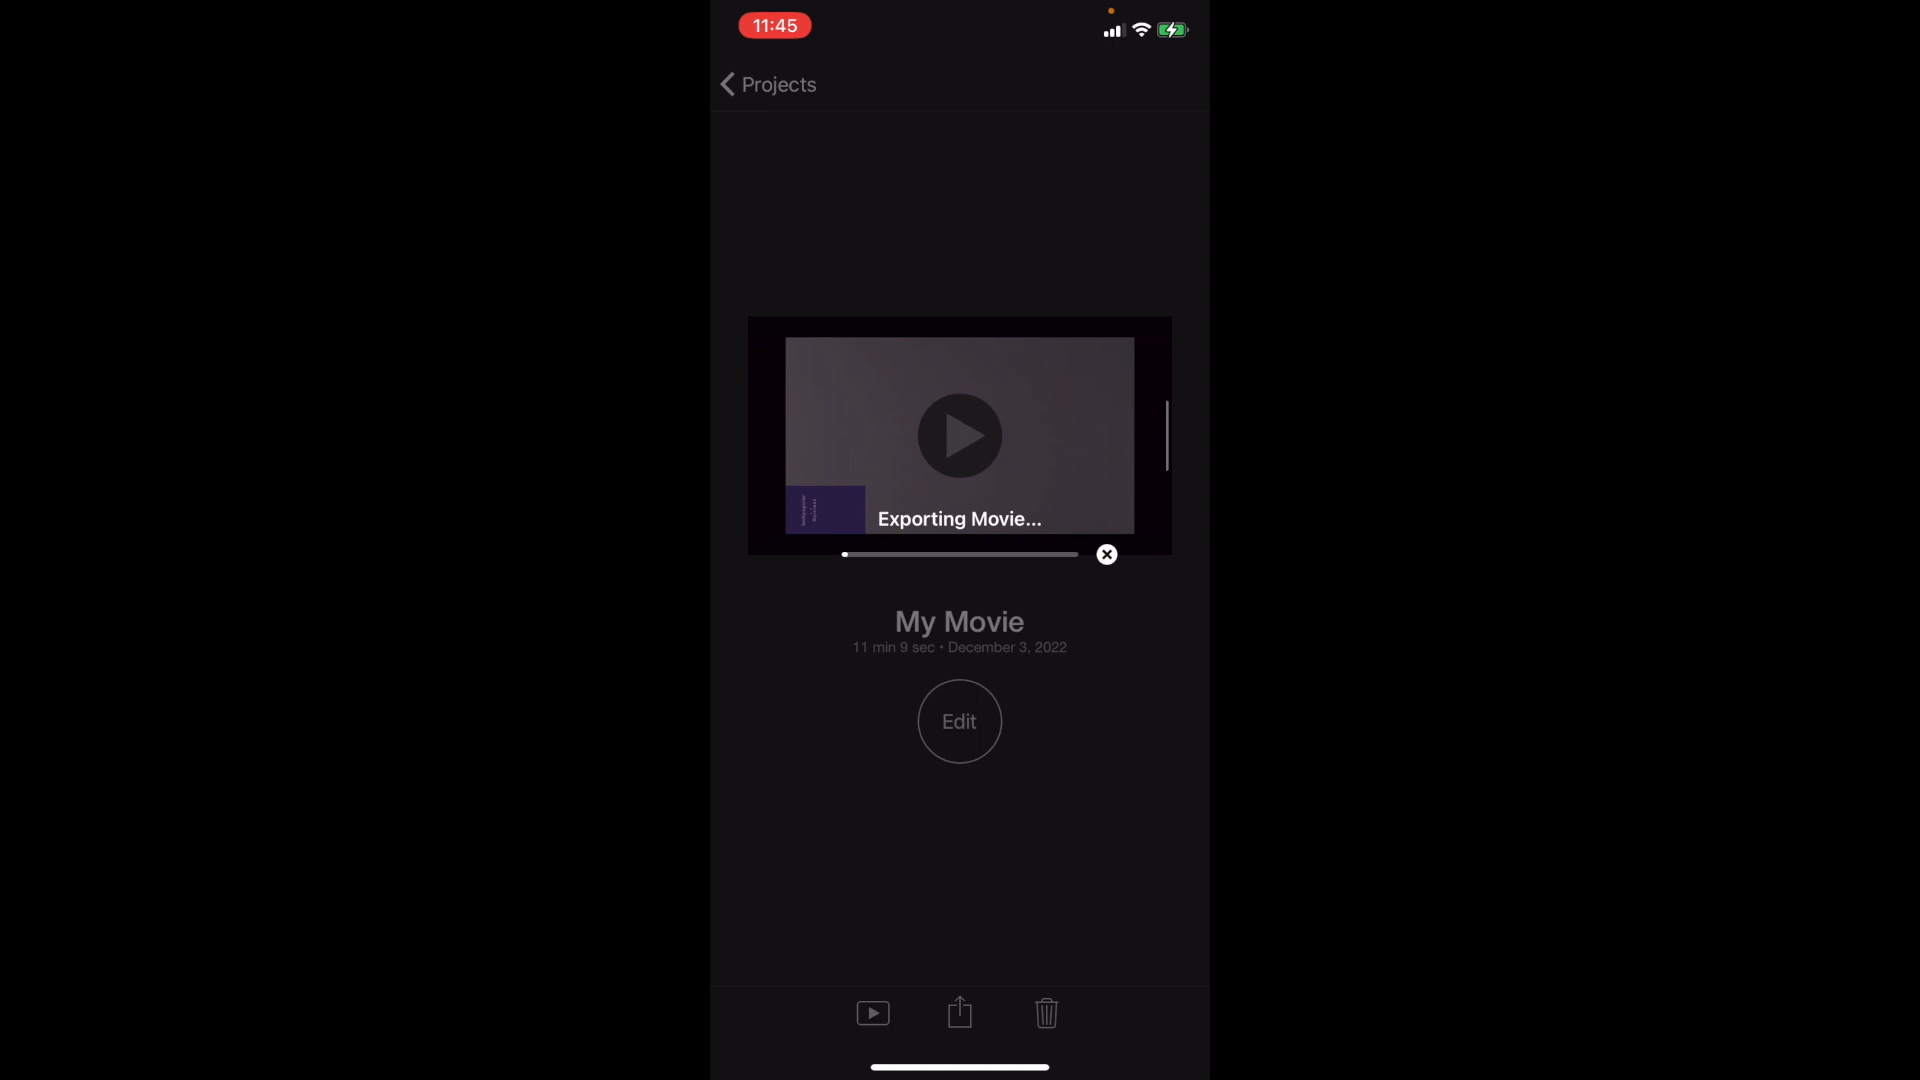 11:45
Projects
Exporting Movie...
My Movie
11 min 9 sec • December 3, 2022
Edit